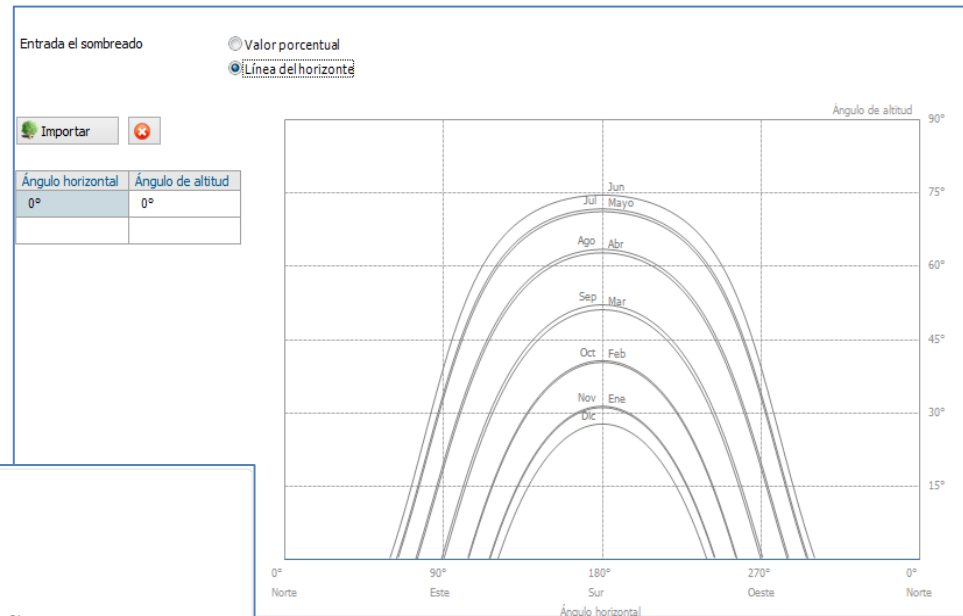 Entrada el sombreado
Valor porcentual
Línea del horizonte
Importar
Ángulo horizontal Ángulo de altitud
0° 0°
Ángulo de altitud
90°
75°
60°
45°
30°
15°
Jun
Jul Mayo
Ago Abr
Sep Mar
Oct Feb
Nov Ene
Dic
0° 90° 180° 270° 0°
Norte Este Sur Oeste Norte
Ángulo horizontal